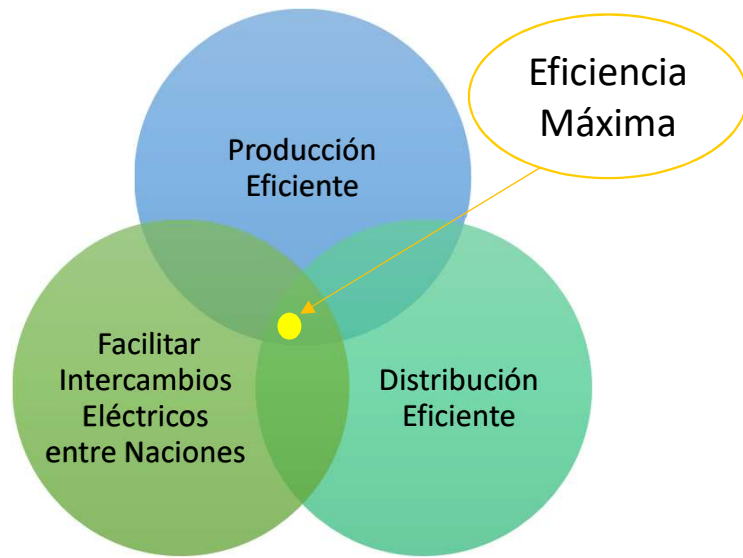 Eficiencia
Máxima
Producción
Eficiente
Facilitar
Intercambios
Eléctricos
entre Naciones
Distribución
Eficiente